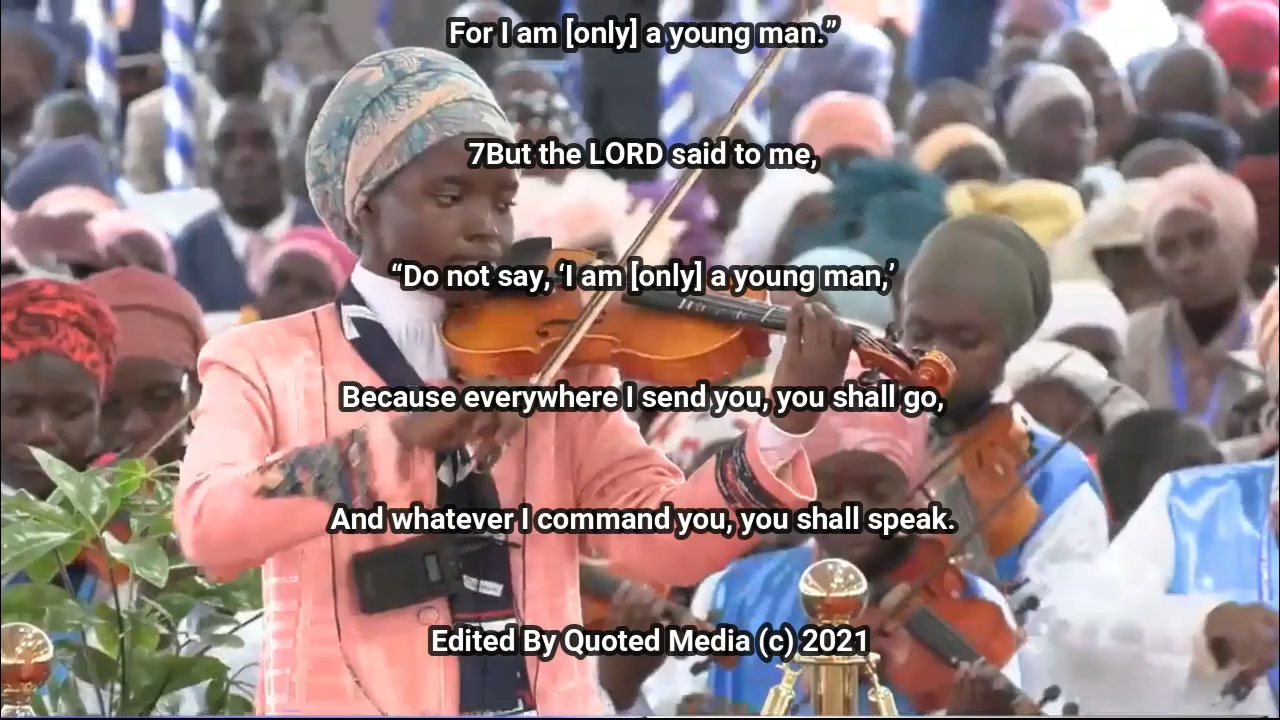 For I am [only] a young man.”
7But the LORD said to me,
“Do not say, ‘I am [only] a young man,’
Because everywhere I send you, you shall go,
And whatever I command you, you shall speak.
Edited By Quoted Media (c) 2021